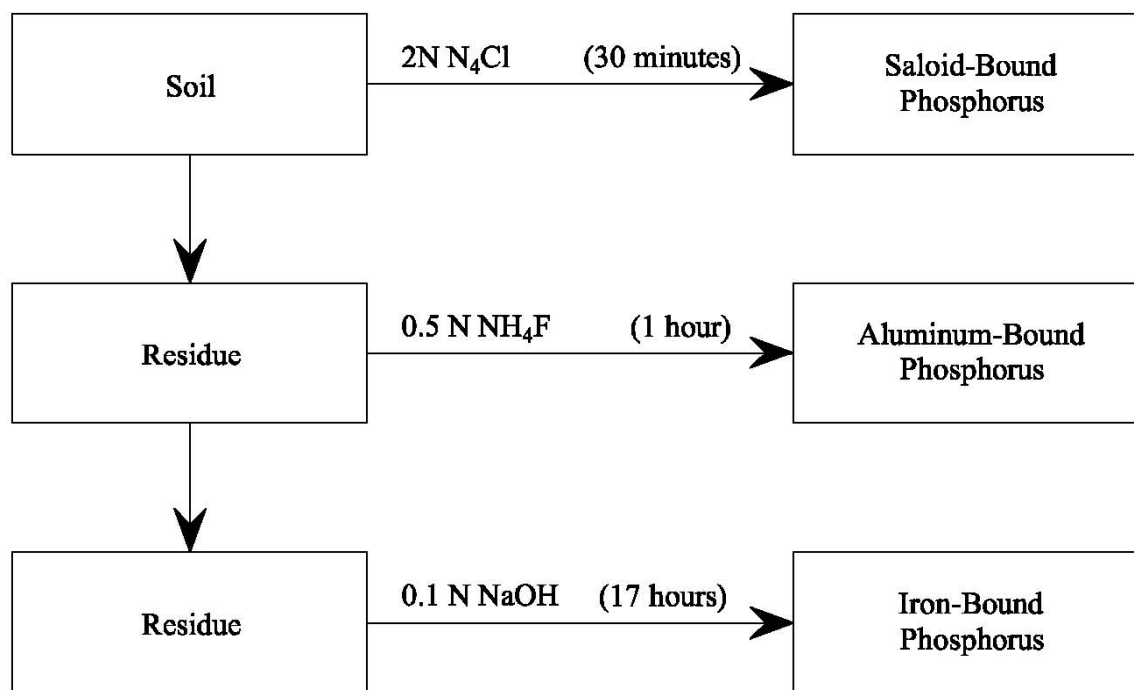 Soil
2N N₄Cl (30 minutes)
Saloid-Bound
Phosphorus
Residue
0.5 N NH₄F (1 hour)
Aluminum-Bound
Phosphorus
Residue
0.1 N NaOH (17 hours)
Iron-Bound
Phosphorus